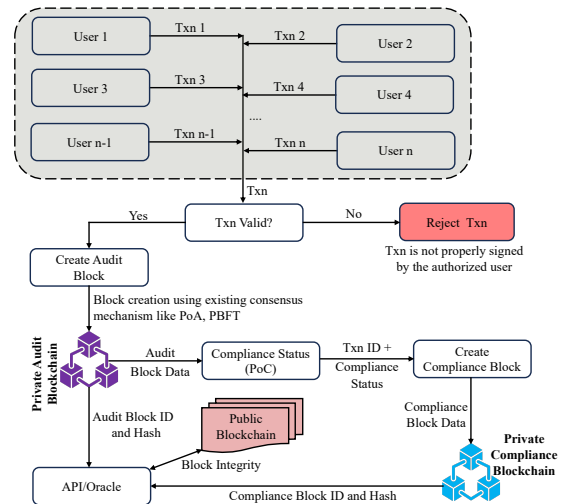 User 1
Txn 1
Txn 2
User 2
User 3
Txn 3
Txn 4
User 4
....
User n-1
Txn n-1
Txn n
User n
Txn
Yes
Txn Valid?
No
Reject Txn
Txn is not properly signed
by the authorized user
Create Audit
Block
Block creation using existing consensus
mechanism like PoA, PBFT
Private Audit
Blockchain
Audit
Block Data
Compliance Status
(PoC)
Txn ID +
Compliance
Status
Create
Compliance Block
Compliance
Block Data
Audit Block ID
and Hash
Public
Blockchain
Private
Compliance
Blockchain
Block Integrity
API/Oracle
Compliance Block ID and Hash